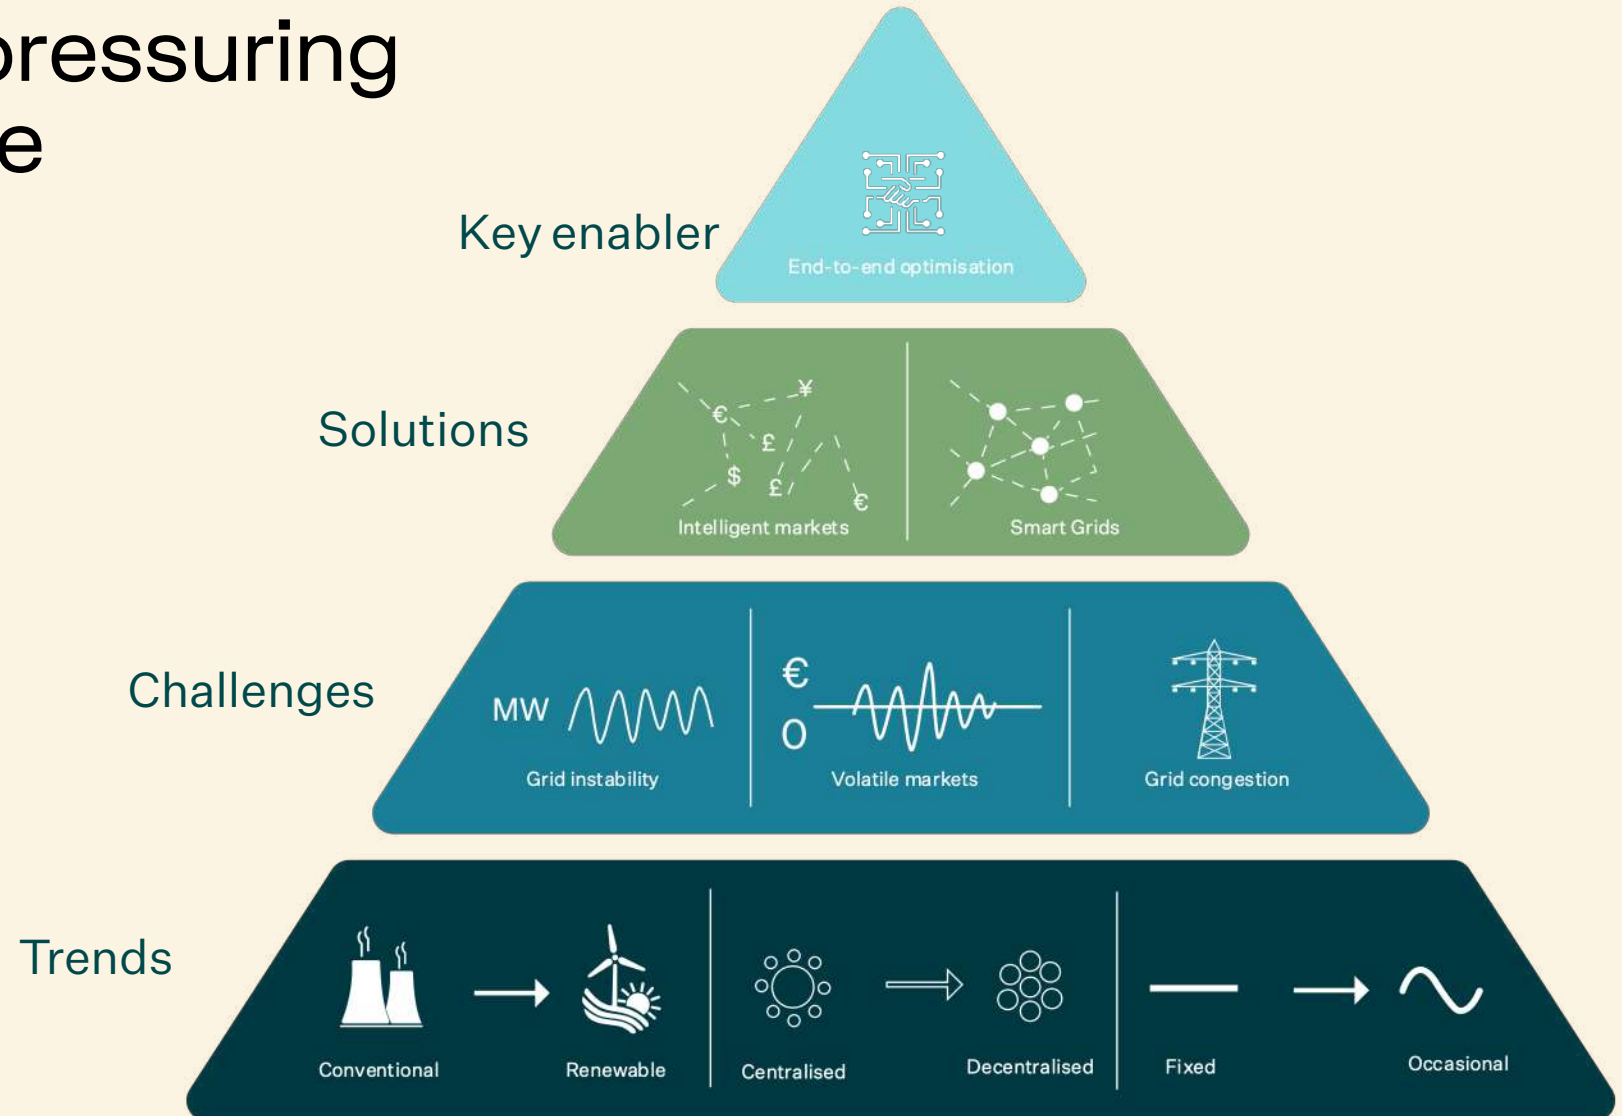 pressuring
e
Key enabler
End-to-end optimisation
Solutions
¥
€
£
$
£
€
Intelligent markets
Smart Grids
Challenges
MW
€
0
Grid instability
Volatile markets
Grid congestion
Trends
Conventional
Renewable
Centralised
Decentralised
Fixed
Occasional